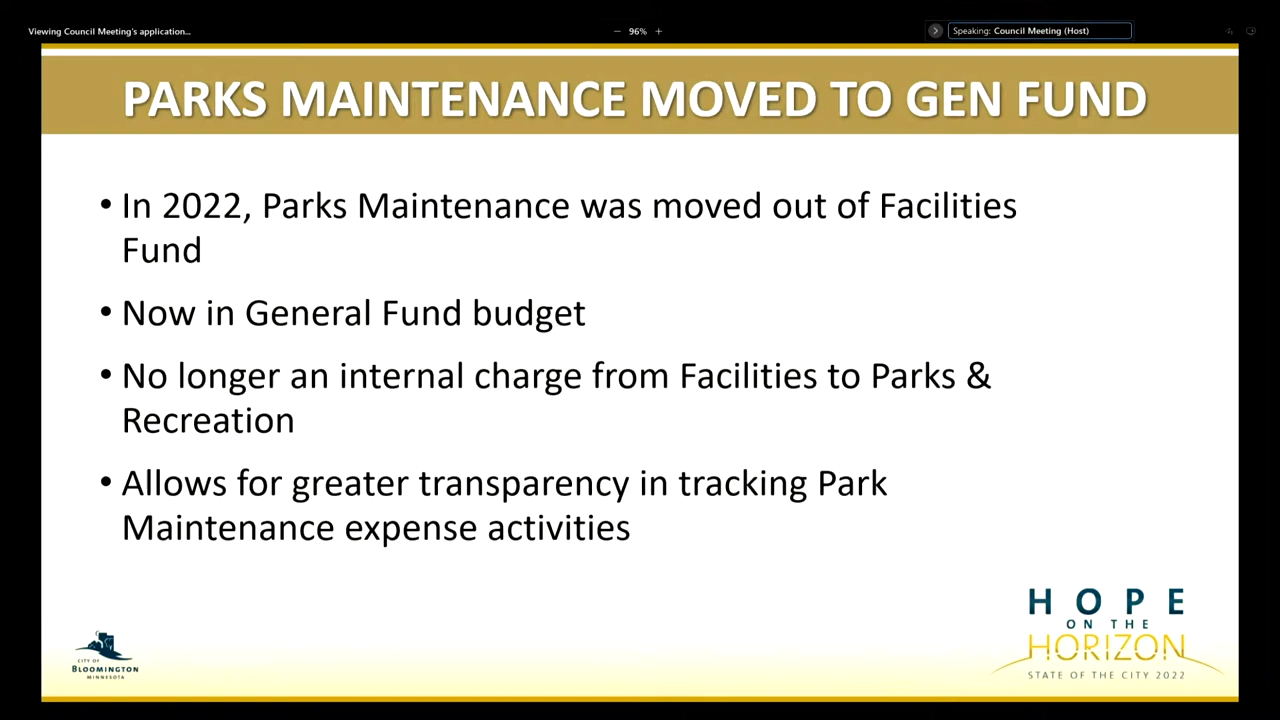 Viewing Council Meeting's application...
− 96% +
Speaking: Council Meeting (Host)
PARKS MAINTENANCE MOVED TO GEN FUND
• In 2022, Parks Maintenance was moved out of Facilities
Fund
• Now in General Fund budget
• No longer an internal charge from Facilities to Parks &
Recreation
• Allows for greater transparency in tracking Park
Maintenance expense activities
CITY OF
BLOOMINGTON
MINNESOTA
HOPE
ON THE
HORIZON
STATE OF THE CITY 2022